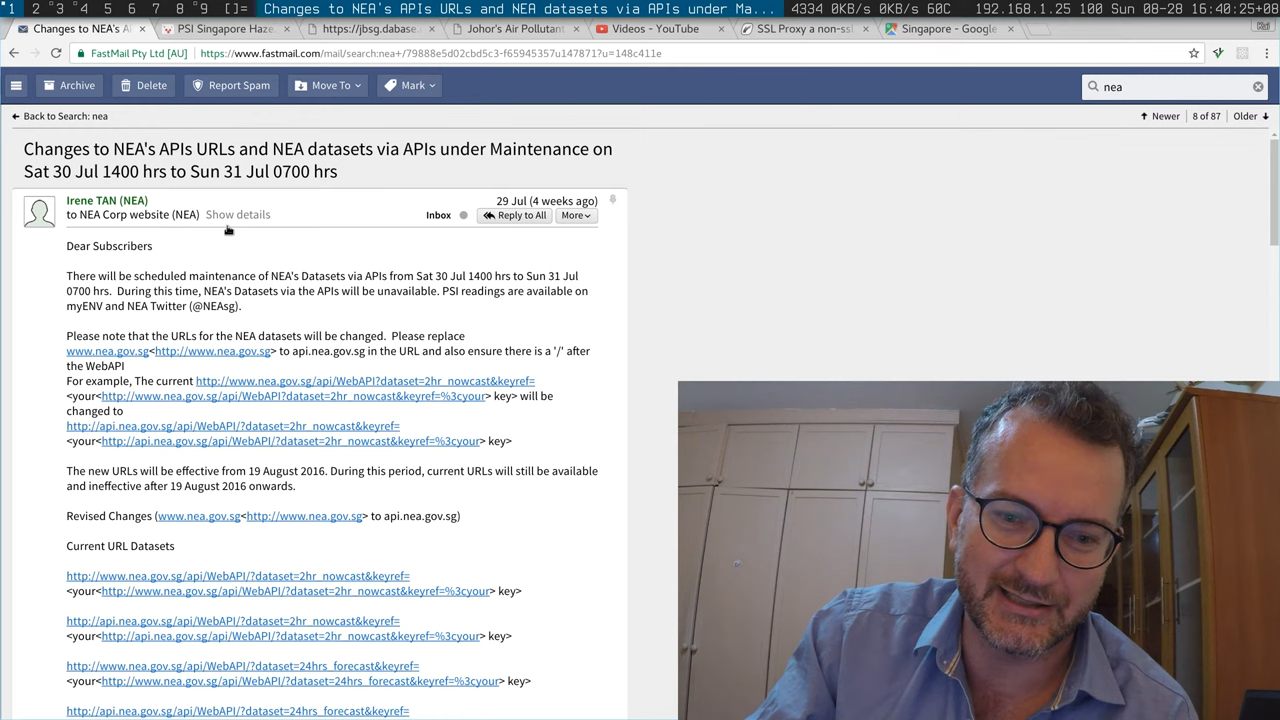 1 2 3 4 5 6 7 8 9 []= Changes to NEA's APIs URLs and NEA datasets via APIs under Ma... 4334 0KB/s 0KB/s 60C 192.168.1.25 100 Sun 08-28 16:40:25+08
Changes to NEA's A PSI Singapore Haze https://jbsg.dabase. Johor's Air Pollutan Videos - YouTube SSL Proxy a non-ss Singapore - Google
FastMail Pty Ltd [AU] https://www.fastmail.com/mail/search:nea+/79888e5d02cbd5c3-f65945357u147871?u=148c411e
Archive Delete Report Spam Move To Mark nea
Back to Search: nea Newer 8 of 87 Older
Changes to NEA's APIs URLs and NEA datasets via APIs under Maintenance on
Sat 30 Jul 1400 hrs to Sun 31 Jul 0700 hrs
Irene TAN (NEA) 29 Jul (4 weeks ago)
to NEA Corp website (NEA) Show details Inbox Reply to All More
Dear Subscribers
There will be scheduled maintenance of NEA's Datasets via APIs from Sat 30 Jul 1400 hrs to Sun 31 Jul
0700 hrs. During this time, NEA's Datasets via the APIs will be unavailable. PSI readings are available on
myENV and NEA Twitter (@NEAsg).
Please note that the URLs for the NEA datasets will be changed. Please replace
www.nea.gov.sg<http://www.nea.gov.sg> to api.nea.gov.sg in the URL and also ensure there is a '/' after
the WebAPI
For example, The current http://www.nea.gov.sg/api/WebAPI?dataset=2hr_nowcast&keyref=
<your<http://www.nea.gov.sg/api/WebAPI?dataset=2hr_nowcast&keyref=%3cyour> key> will be
changed to
http://api.nea.gov.sg/api/WebAPI/?dataset=2hr_nowcast&keyref=
<your<http://api.nea.gov.sg/api/WebAPI/?dataset=2hr_nowcast&keyref=%3cyour> key>
The new URLs will be effective from 19 August 2016. During this period, current URLs will still be available
and ineffective after 19 August 2016 onwards.
Revised Changes (www.nea.gov.sg<http://www.nea.gov.sg> to api.nea.gov.sg)
Current URL Datasets
http://www.nea.gov.sg/api/WebAPI/?dataset=2hr_nowcast&keyref=
<your<http://www.nea.gov.sg/api/WebAPI/?dataset=2hr_nowcast&keyref=%3cyour> key>
http://api.nea.gov.sg/api/WebAPI/?dataset=2hr_nowcast&keyref=
<your<http://api.nea.gov.sg/api/WebAPI/?dataset=2hr_nowcast&keyref=%3cyour> key>
http://www.nea.gov.sg/api/WebAPI/?dataset=24hrs_forecast&keyref=
<your<http://www.nea.gov.sg/api/WebAPI/?dataset=24hrs_forecast&keyref=%3cyour> key>
http://api.nea.gov.sg/api/WebAPI/?dataset=24hrs_forecast&keyref=